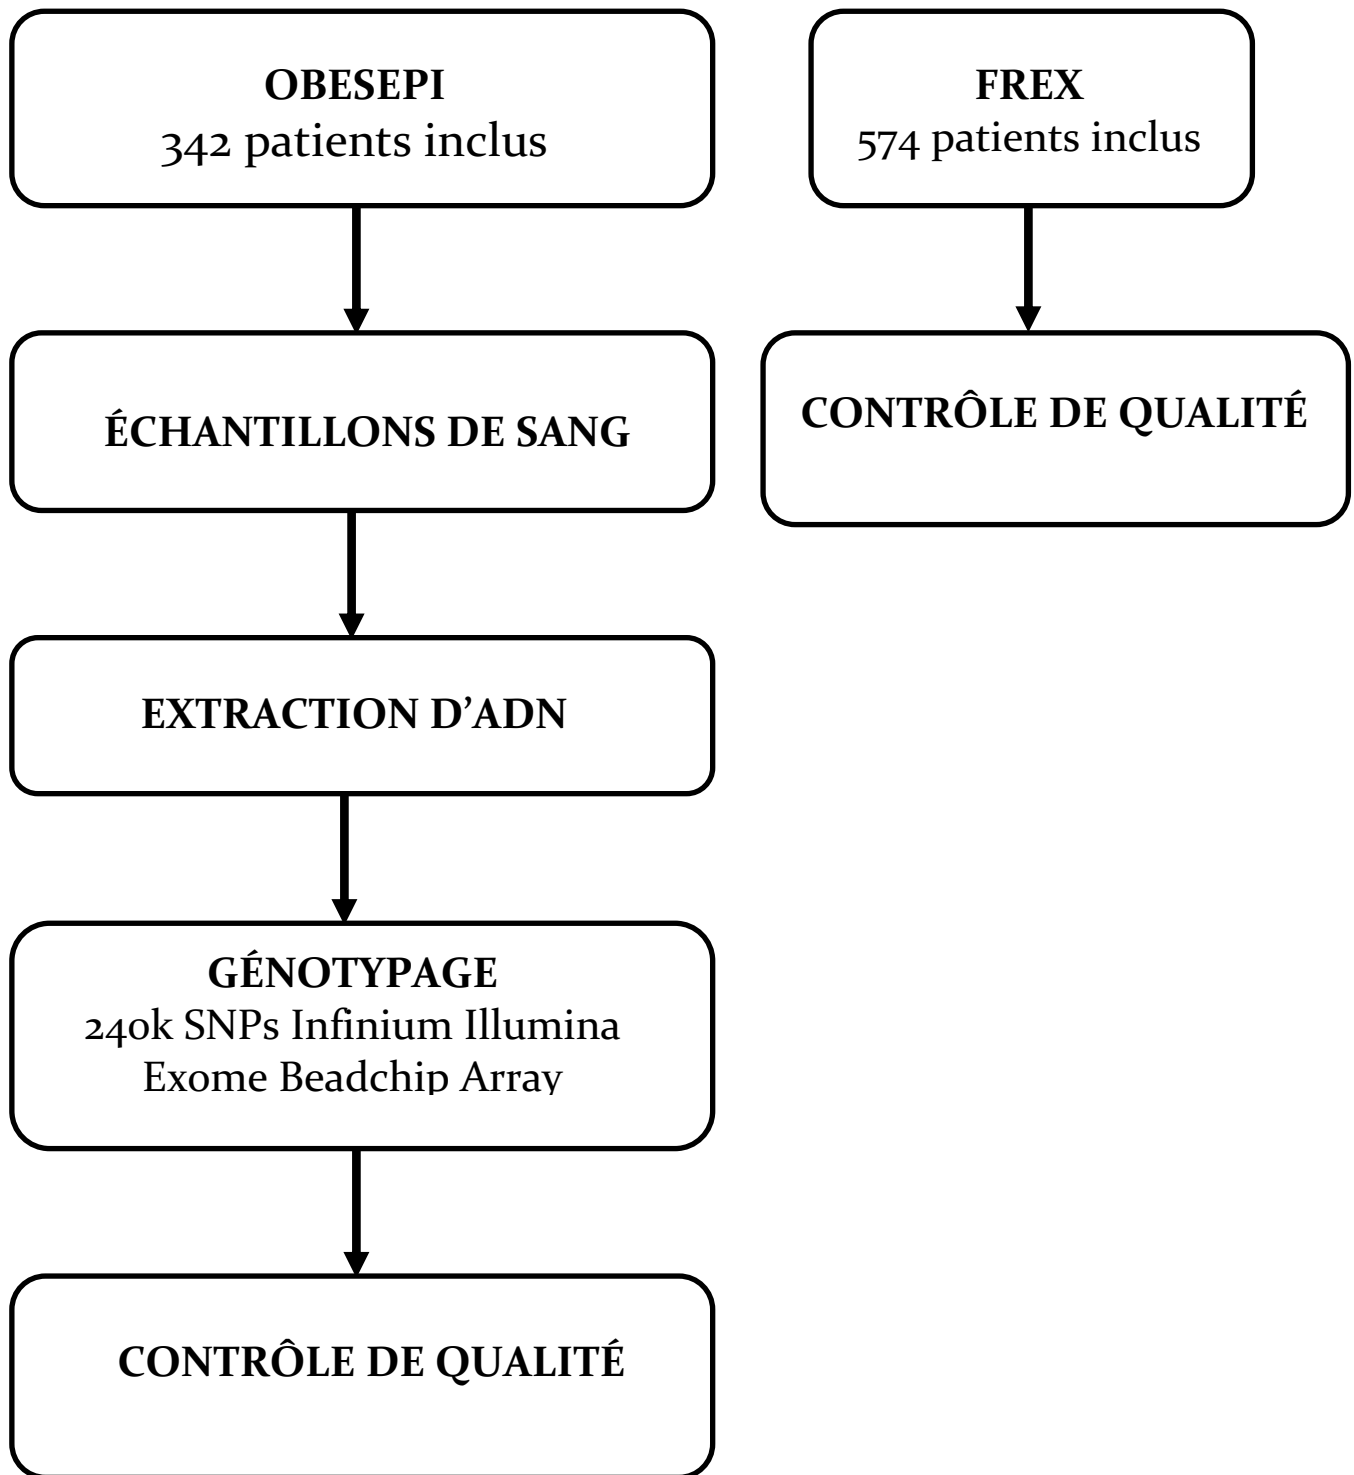 OBESEPI
342 patients inclus
FREX
574 patients inclus
ÉCHANTILLONS DE SANG
CONTRÔLE DE QUALITÉ
EXTRACTION D’ADN
GÉNOTYPAGE
240k SNPs Infinium Illumina
Exome Beadchip Array
CONTRÔLE DE QUALITÉ